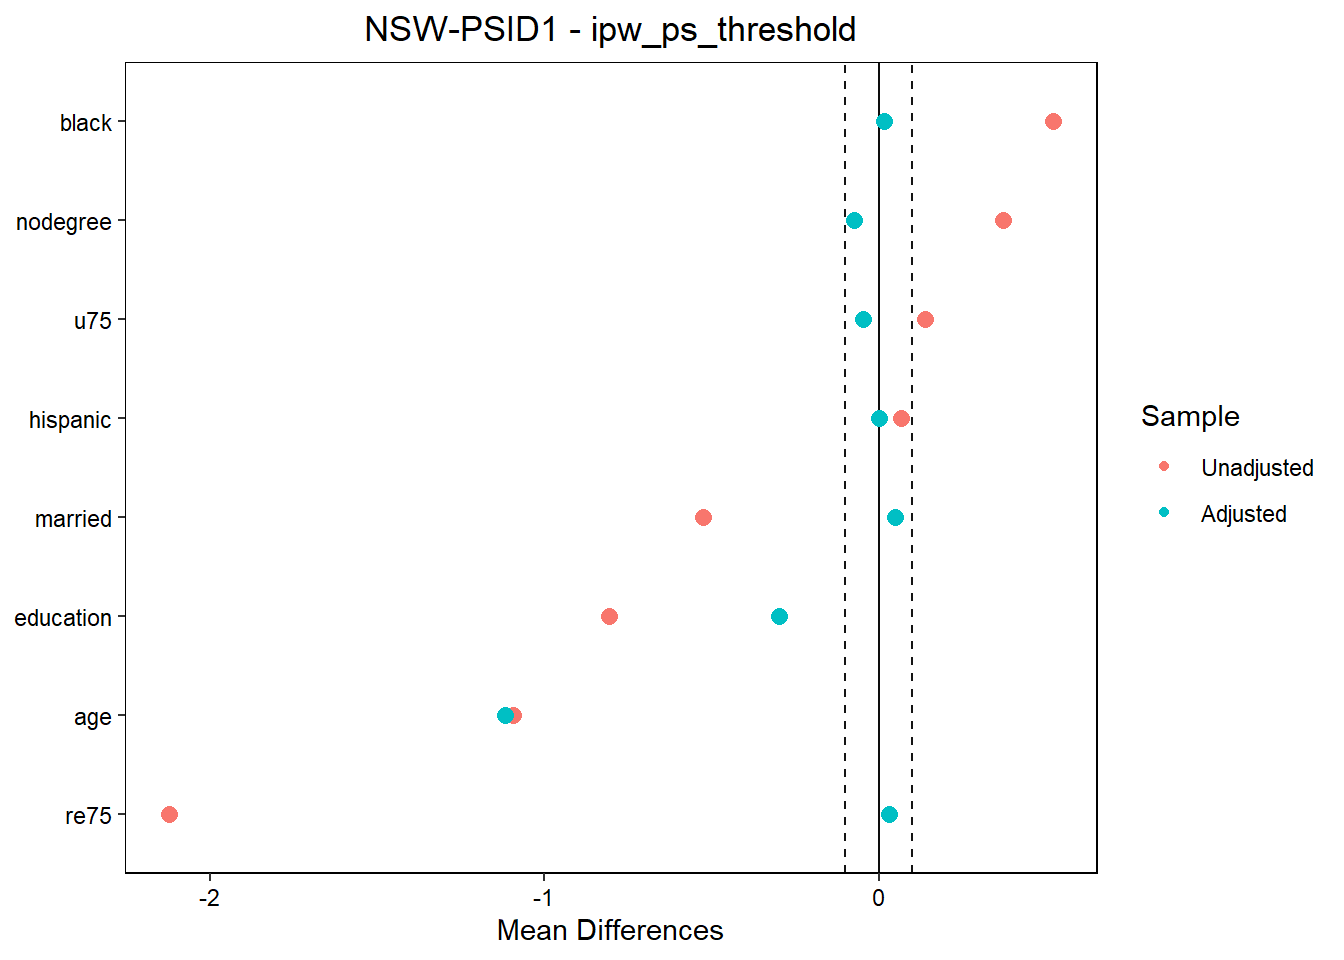 NSW-PSID1 - ipw_ps_threshold
black
nodegree
u75
hispanic
married
education
age
re75
-2 -1 0
Mean Differences
Sample
Unadjusted
Adjusted